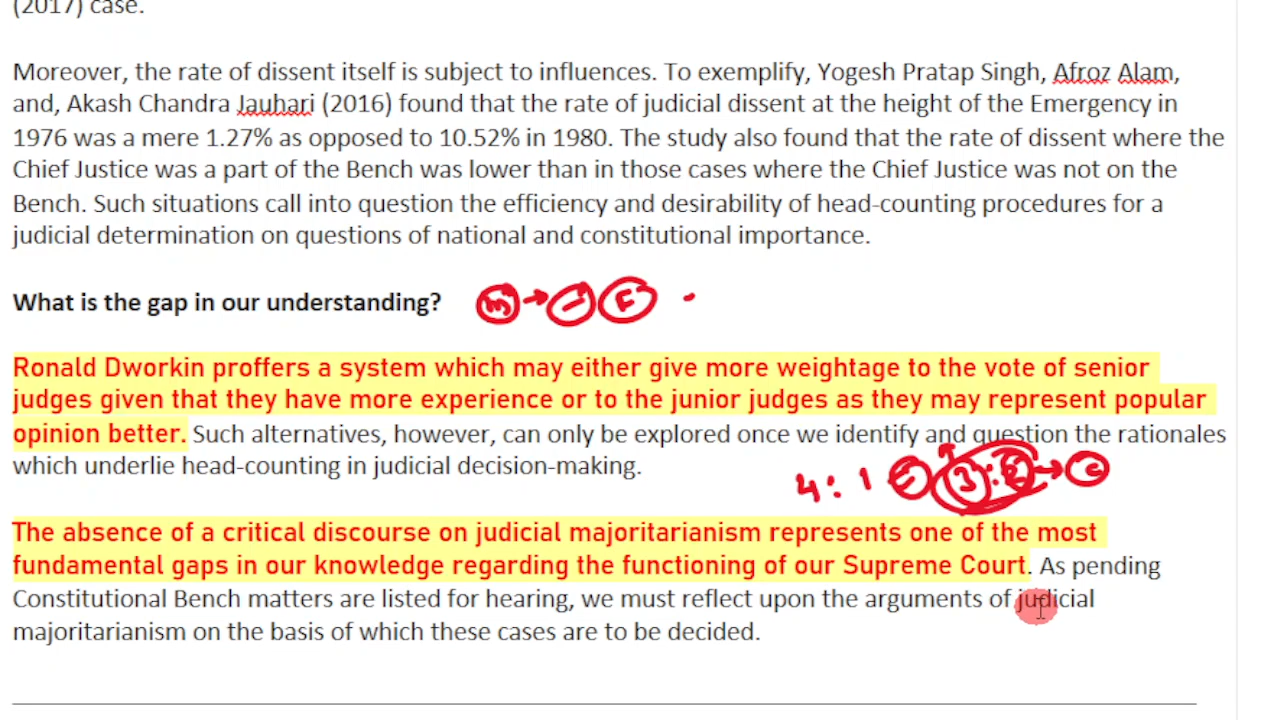 (2017) case.
Moreover, the rate of dissent itself is subject to influences. To exemplify, Yogesh Pratap Singh, Afroz Alam,
and, Akash Chandra Jauhari (2016) found that the rate of judicial dissent at the height of the Emergency in
1976 was a mere 1.27% as opposed to 10.52% in 1980. The study also found that the rate of dissent where the
Chief Justice was a part of the Bench was lower than in those cases where the Chief Justice was not on the
Bench. Such situations call into question the efficiency and desirability of head-counting procedures for a
judicial determination on questions of national and constitutional importance.
What is the gap in our understanding?
Ronald Dworkin proffers a system which may either give more weightage to the vote of senior
judges given that they have more experience or to the junior judges as they may represent popular
opinion better. Such alternatives, however, can only be explored once we identify and question the rationales
which underlie head-counting in judicial decision-making.
4 : 1
The absence of a critical discourse on judicial majoritarianism represents one of the most
fundamental gaps in our knowledge regarding the functioning of our Supreme Court. As pending
Constitutional Bench matters are listed for hearing, we must reflect upon the arguments of judicial
majoritarianism on the basis of which these cases are to be decided.